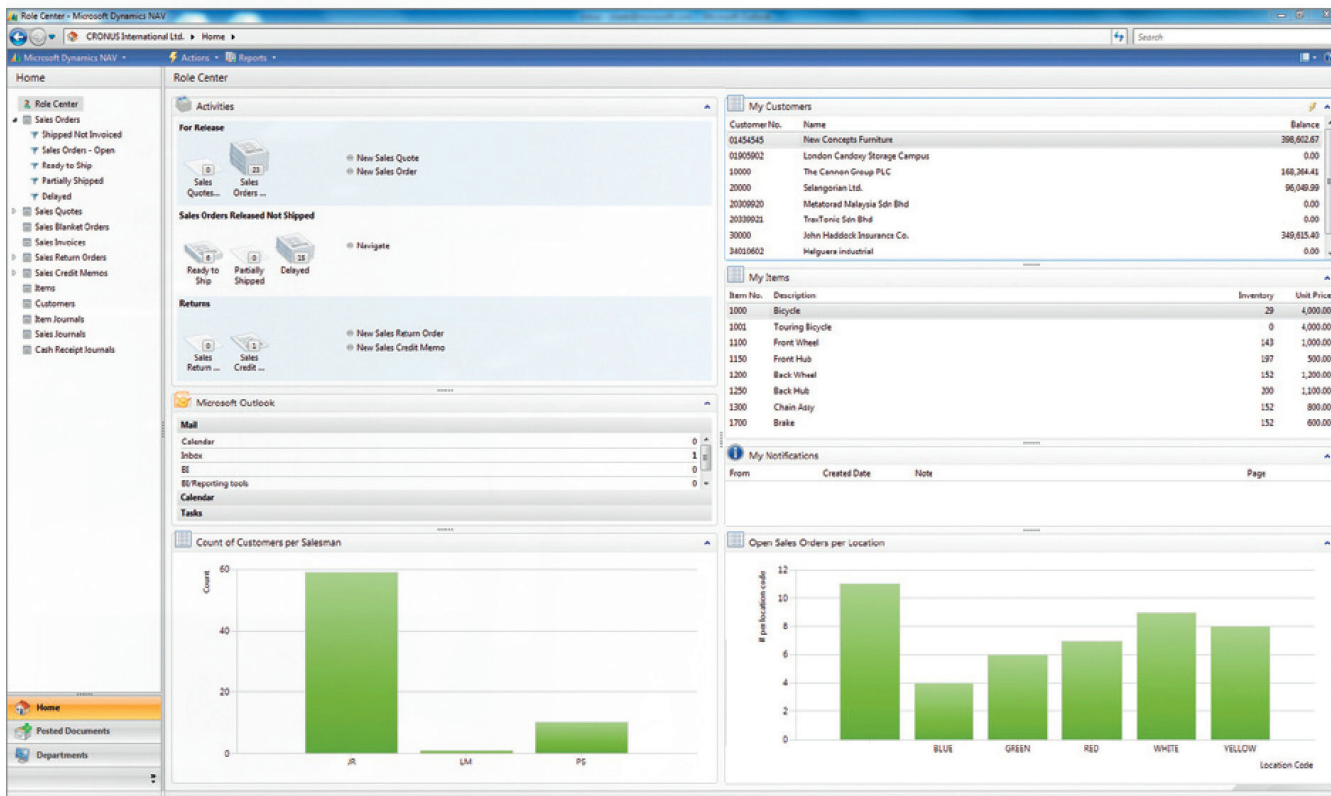 Role Center - Microsoft Dynamics NAV
CRONUS International Ltd. Home
Search
Microsoft Dynamics NAV Actions Reports
Home
Role Center
Sales Orders
Shipped Not Invoiced
Sales Orders - Open
Ready to Ship
Partially Shipped
Delayed
Sales Quotes
Sales Blanket Orders
Sales Invoices
Sales Return Orders
Sales Credit Memos
Items
Customers
Item Journals
Sales Journals
Cash Receipt Journals
Home
Posted Documents
Departments
Role Center
Activities
For Release
0 23
Sales Quotes... Sales Orders ...
New Sales Quote
New Sales Order
Sales Orders Released Not Shipped
6 0 15
Ready to Ship Partially Shipped Delayed
Navigate
Returns
0 1
Sales Return ... Sales Credit ...
New Sales Return Order
New Sales Credit Memo
Microsoft Outlook
Mail
Calendar 0
Inbox 1
BI 0
BI/Reporting tools 0
Calendar
Tasks
Count of Customers per Salesman
Count
60
40
20
0
JR LM PS
My Customers
Customer No. Name Balance
01454545 New Concepts Furniture 398,602.67
01905902 London Candoxy Storage Campus 0.00
10000 The Cannon Group PLC 168,364.41
20000 Selangorian Ltd. 96,049.99
20309920 Metatorad Malaysia Sdn Bhd 0.00
20339921 TraxTonic Sdn Bhd 0.00
30000 John Haddock Insurance Co. 349,615.40
34010602 Helguera industrial 0.00
My Items
Item No. Description Inventory Unit Price
1000 Bicycle 29 4,000.00
1001 Touring Bicycle 0 4,000.00
1100 Front Wheel 143 1,000.00
1150 Front Hub 197 500.00
1200 Back Wheel 152 1,200.00
1250 Back Hub 200 1,100.00
1300 Chain Assy 152 800.00
1700 Brake 152 600.00
My Notifications
From Created Date Note Page
Open Sales Orders per Location
# per location code
12
10
8
6
4
2
0
BLUE GREEN RED WHITE YELLOW
Location Code